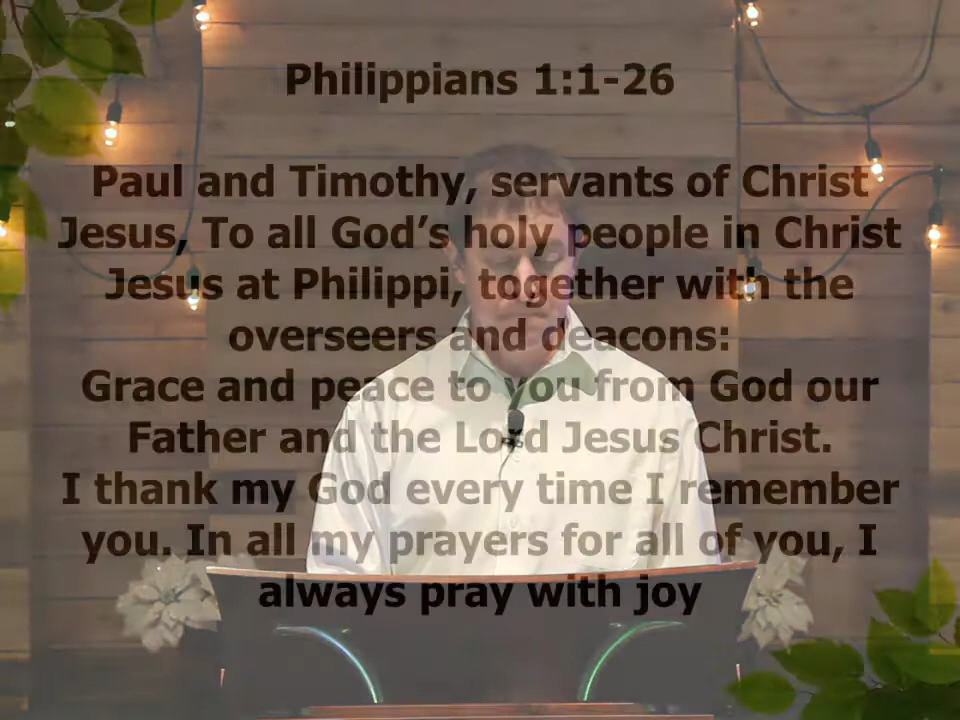 Philippians 1:1-26
Paul and Timothy, servants of Christ
Jesus, To all God’s holy people in Christ
Jesus at Philippi, together with the
overseers and deacons:
Grace and peace to you from God our
Father and the Lord Jesus Christ.
I thank my God every time I remember
you. In all my prayers for all of you, I
always pray with joy